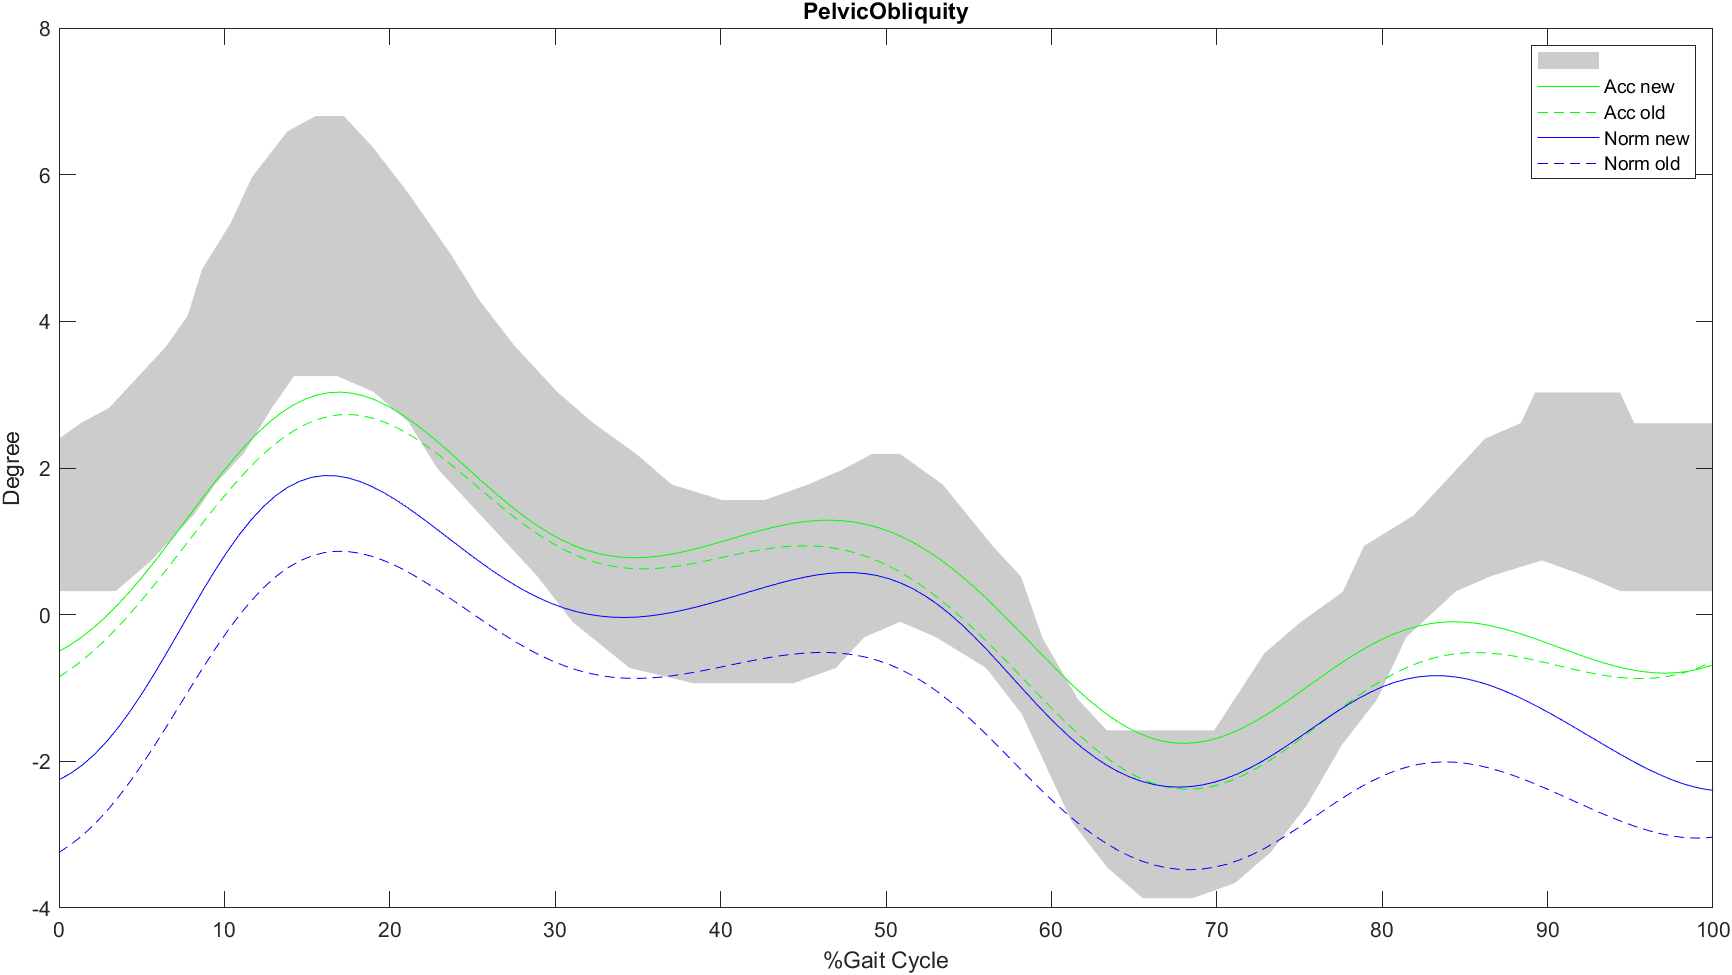 PelvicObliquity
8
6
4
2
0
-2
-4
Degree
0 10 20 30 40 50 60 70 80 90 100
%Gait Cycle
Acc new
Acc old
Norm new
Norm old